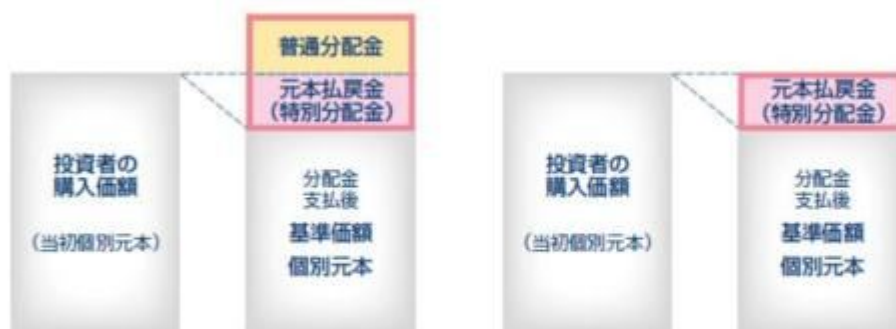 普通分配金
元本払戻金
(特別分配金)
投資者の
購入価額
(当初個別元本)
分配金
支払後
基準価額
個別元本
元本払戻金
(特別分配金)
投資者の
購入価額
(当初個別元本)
分配金
支払後
基準価額
個別元本